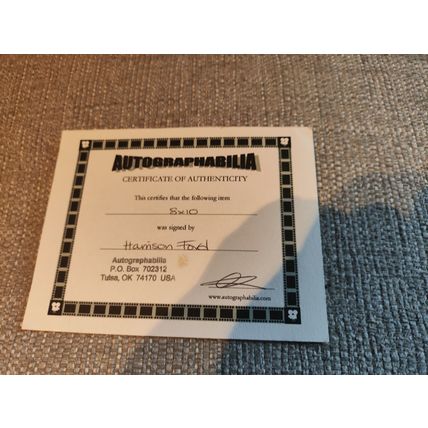 AUTOGRAPHABILIA
CERTIFICATE OF AUTHENTICITY
This certifies that the following item
8x10
was signed by
Harrison Ford
Autographabilia
P.O. Box 702312
Tulsa, OK 74170 USA
www.autographabilia.com